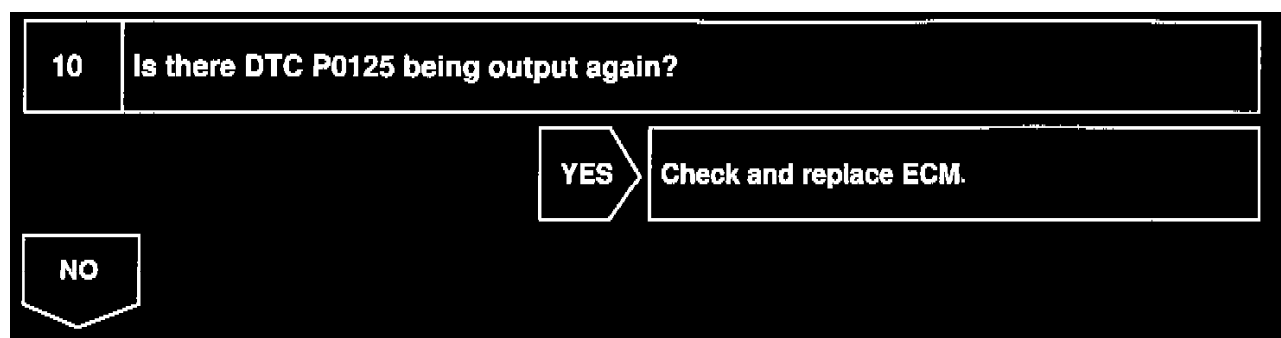 10 Is there DTC P0125 being output again?
YES Check and replace ECM.
NO